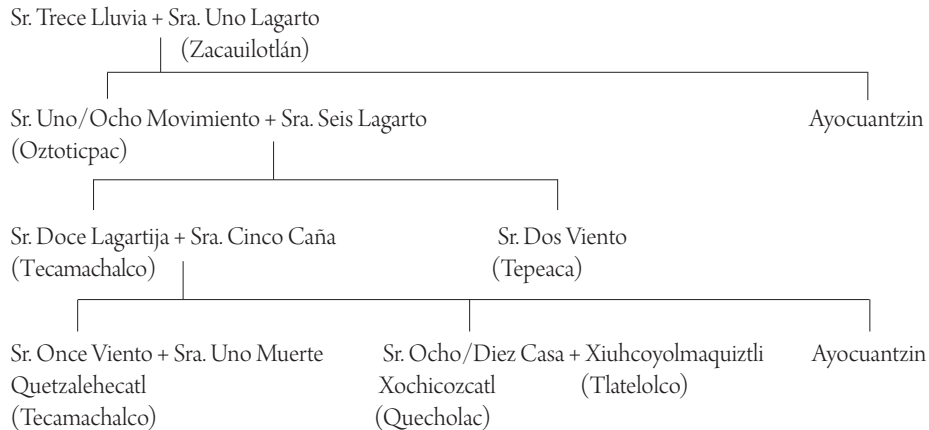 Sr. Trece Lluvia + Sra. Uno Lagarto
(Zacauilotlán)
Sr. Uno/Ocho Movimiento + Sra. Seis Lagarto Ayocuantzin
(Oztoticpac)
Sr. Doce Lagartija + Sra. Cinco Caña Sr. Dos Viento
(Tecamachalco) (Tepeaca)
Sr. Once Viento + Sra. Uno Muerte Sr. Ocho/Diez Casa + Xiuhcoyolmaquiztli Ayocuantzin
Quetzalehecatl Xochicozcatl (Tlatelolco)
(Tecamachalco) (Quecholac)